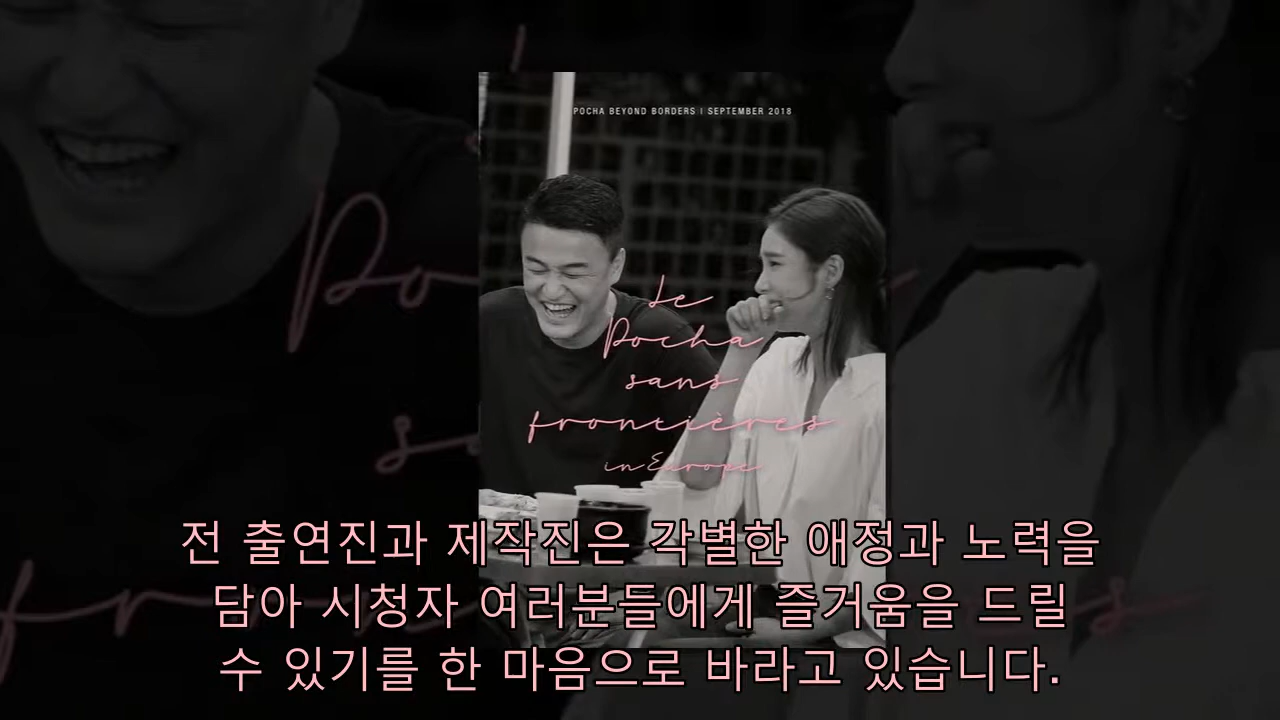 POCHA BEYOND BORDERS | SEPTEMBER 2018
de
Pocha
sans
frontières
in Europe
전 출연진과 제작진은 각별한 애정과 노력을
담아 시청자 여러분들에게 즐거움을 드릴
수 있기를 한 마음으로 바라고 있습니다.